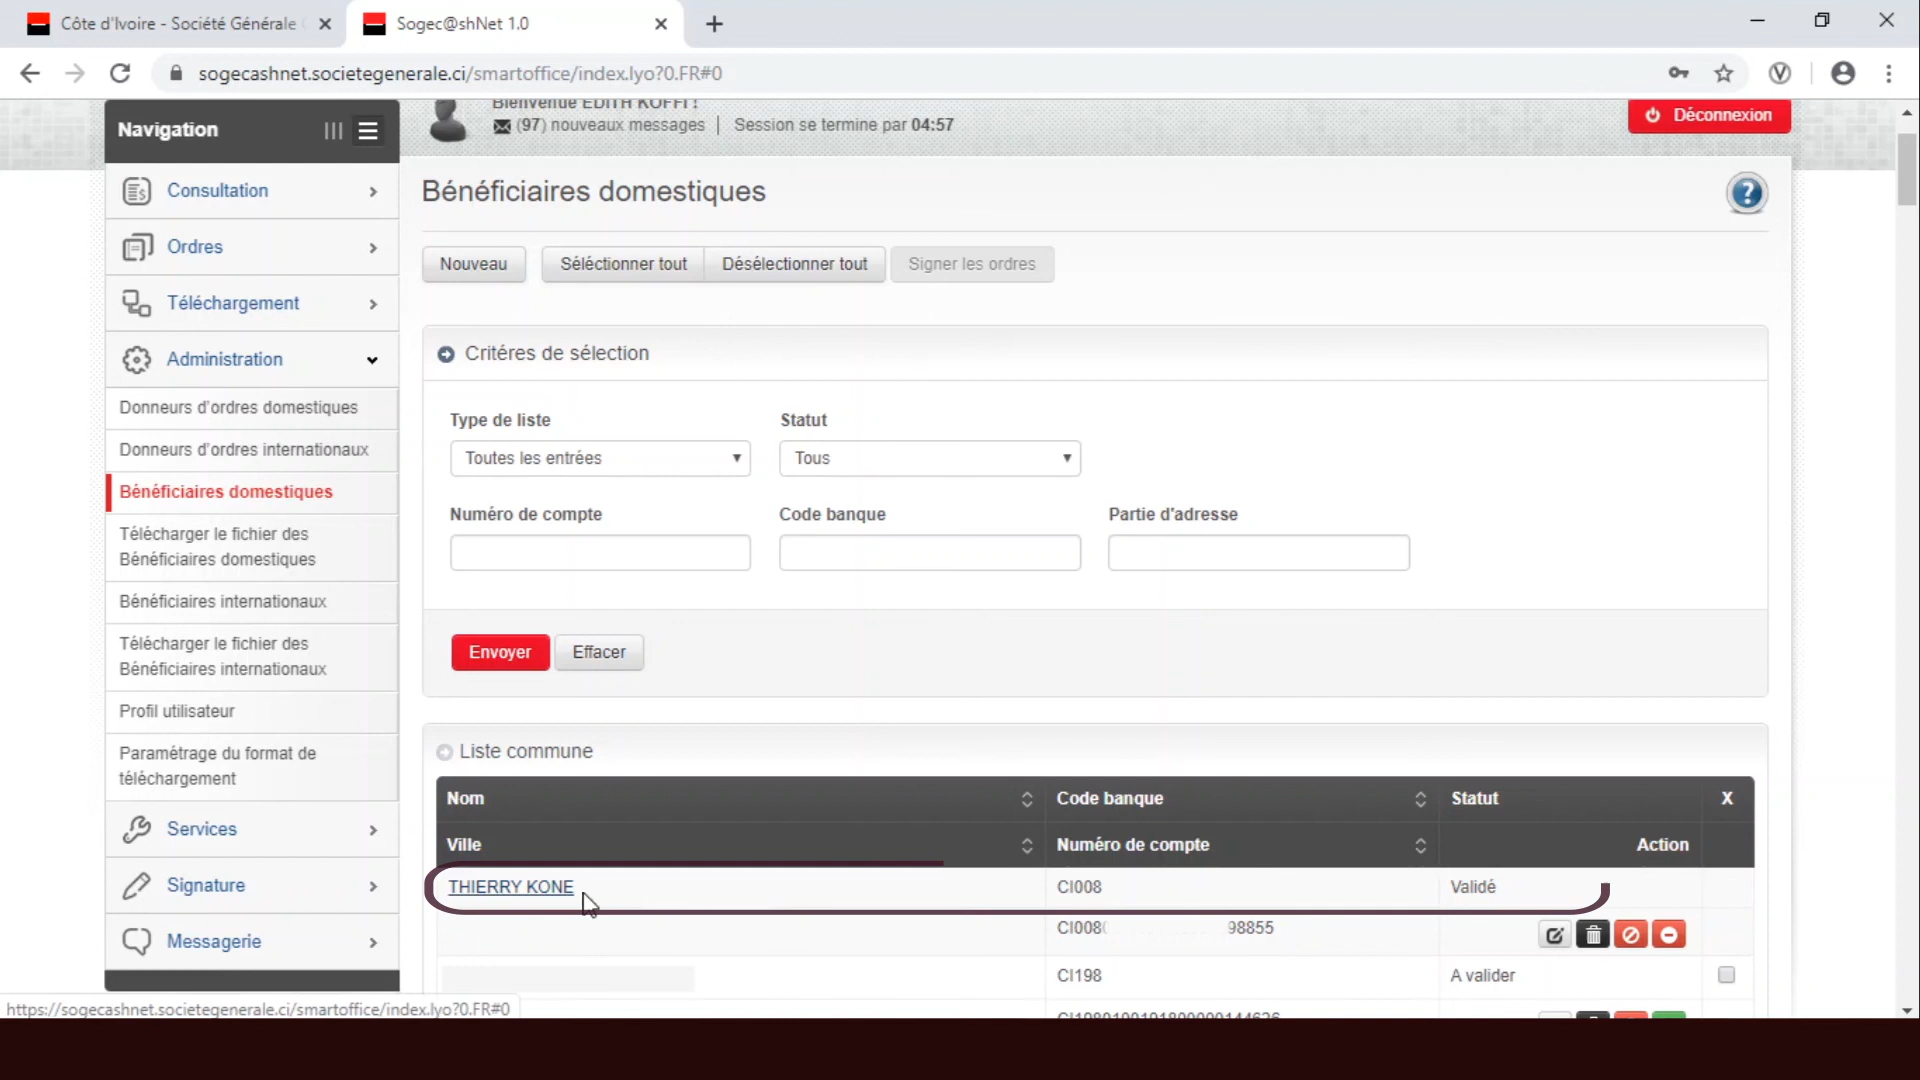 Côte d'Ivoire - Société Générale
Sogec@shNet 1.0
sogecashnet.societegenerale.ci/smartoffice/index.lyo?0.FR#0
Navigation
Bienvenue EDITH KOFFI !
(97) nouveaux messages | Session se termine par 04:57
Déconnexion
Consultation
Ordres
Téléchargement
Administration
Donneurs d'ordres domestiques
Donneurs d'ordres internationaux
Bénéficiaires domestiques
Télécharger le fichier des
Bénéficiaires domestiques
Bénéficiaires internationaux
Télécharger le fichier des
Bénéficiaires internationaux
Profil utilisateur
Paramétrage du format de
téléchargement
Services
Signature
Messagerie
Bénéficiaires domestiques
Nouveau
Séléctionner tout
Désélectionner tout
Signer les ordres
Critéres de sélection
Type de liste
Statut
Toutes les entrées
Tous
Numéro de compte
Code banque
Partie d'adresse
Envoyer
Effacer
Liste commune
Nom
Code banque
Statut
X
Ville
Numéro de compte
Action
THIERRY KONE
CI008
Validé
CI008
98855
CI198
A valider
https://sogecashnet.societegenerale.ci/smartoffice/index.lyo?0.FR#0